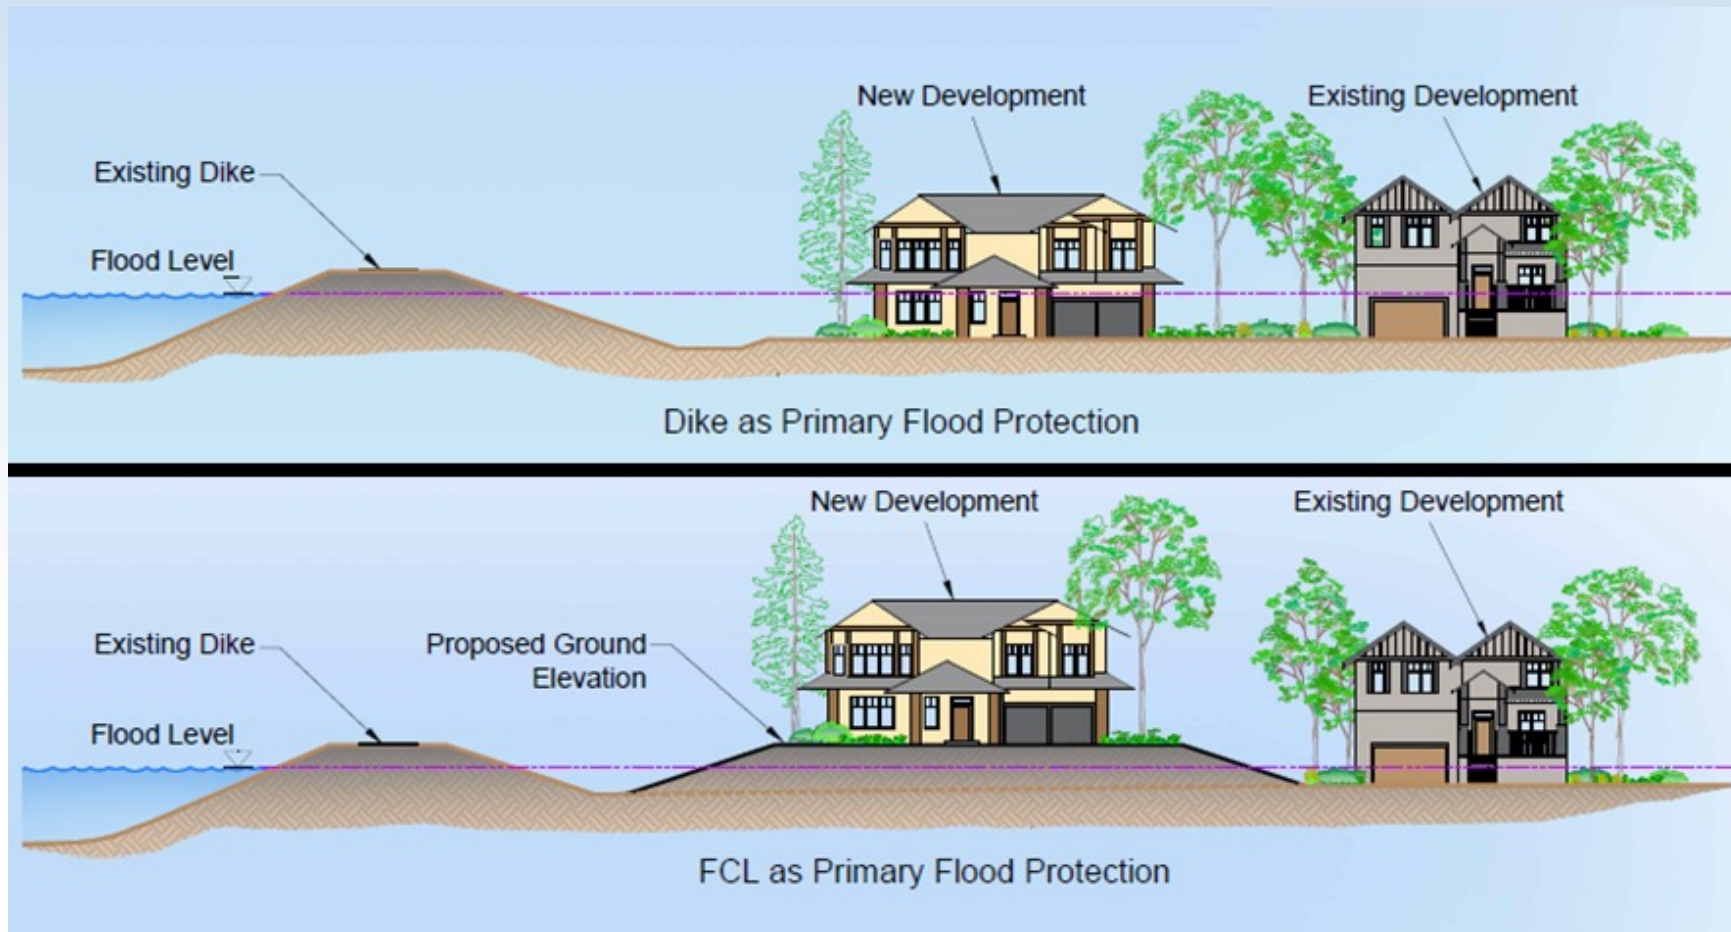 New Development
Existing Development
Existing Dike
Flood Level
Dike as Primary Flood Protection
New Development
Existing Development
Existing Dike
Proposed Ground
Elevation
Flood Level
FCL as Primary Flood Protection